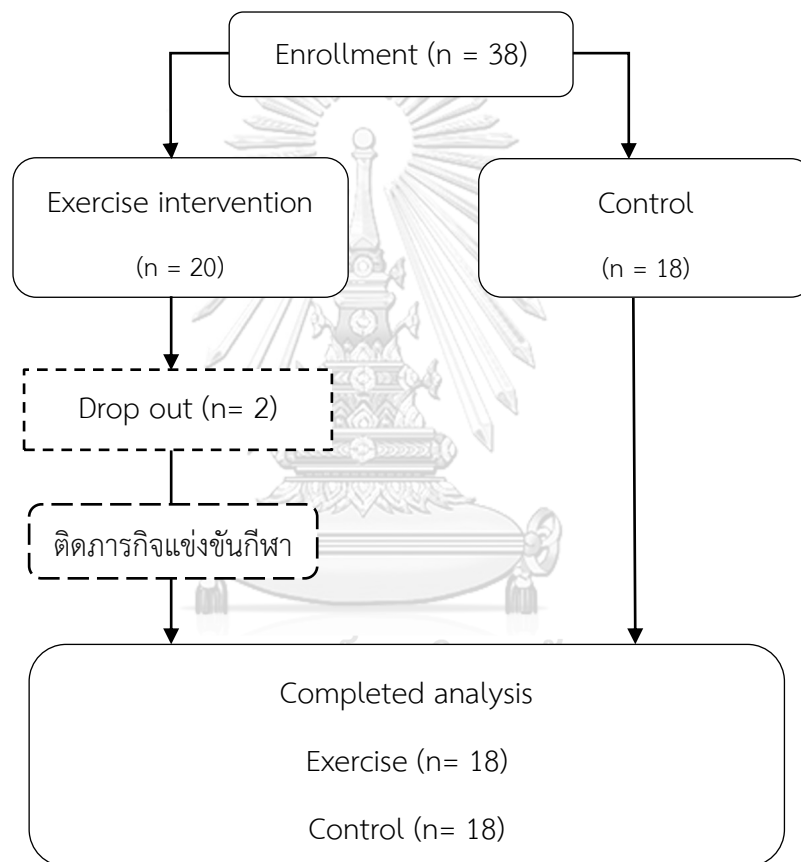 Enrollment (n = 38)
Exercise intervention
(n = 20)
Control
(n = 18)
Drop out (n= 2)
ติดภารกิจแข่งขันกีฬา
Completed analysis
Exercise (n= 18)
Control (n= 18)